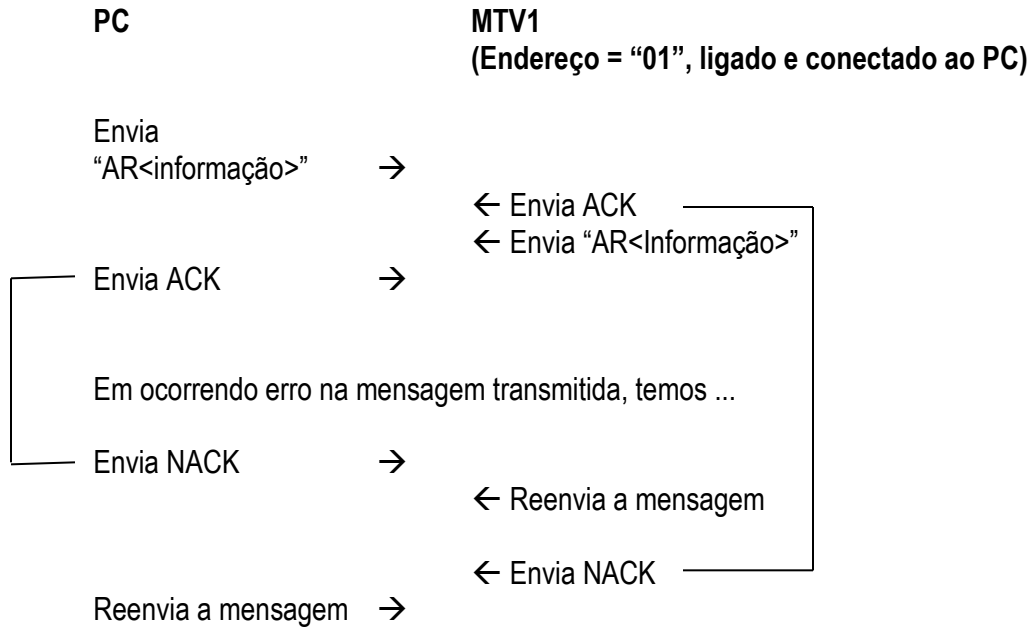 PC MTV1
(Endereço = “01”, ligado e conectado ao PC)
Envia
“AR<informação>” →
← Envia ACK
← Envia “AR<Informação>”
Envia ACK →
Em ocorrendo erro na mensagem transmitida, temos ...
Envia NACK →
← Reenvia a mensagem
← Envia NACK
Reenvia a mensagem →